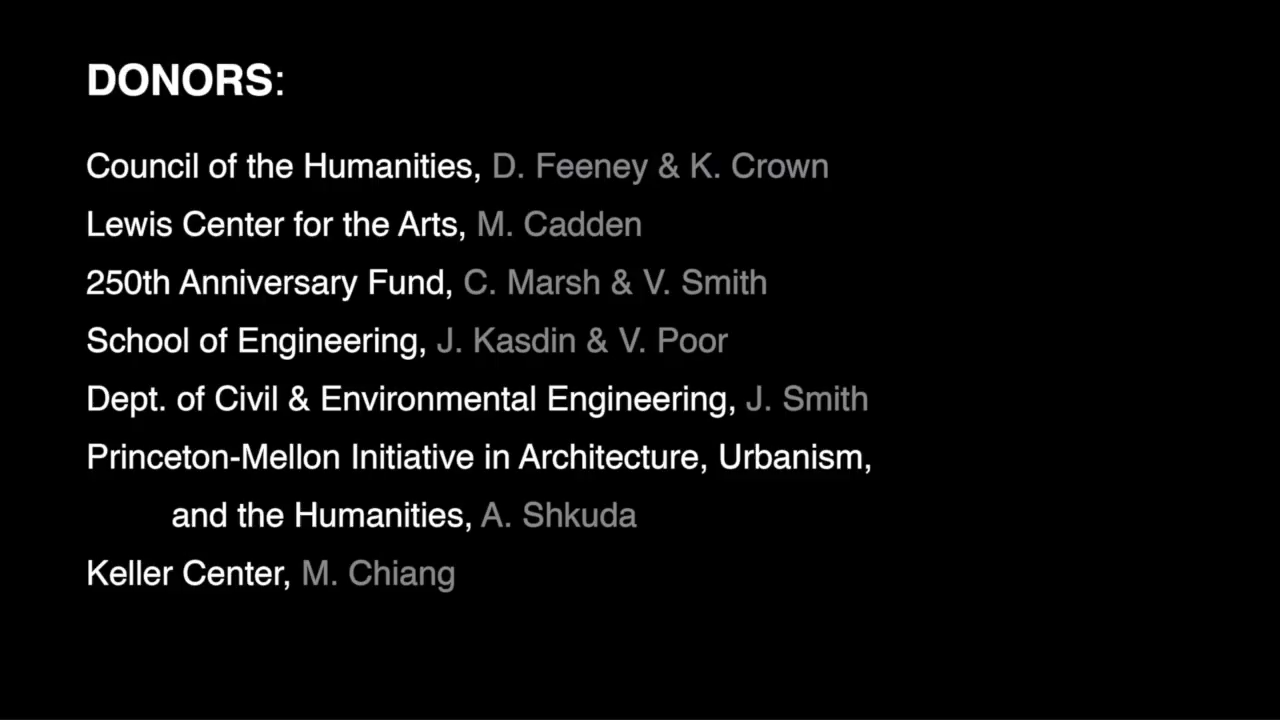 DONORS:
Council of the Humanities, D. Feeney & K. Crown
Lewis Center for the Arts, M. Cadden
250th Anniversary Fund, C. Marsh & V. Smith
School of Engineering, J. Kasdin & V. Poor
Dept. of Civil & Environmental Engineering, J. Smith
Princeton-Mellon Initiative in Architecture, Urbanism,
and the Humanities, A. Shkuda
Keller Center, M. Chiang